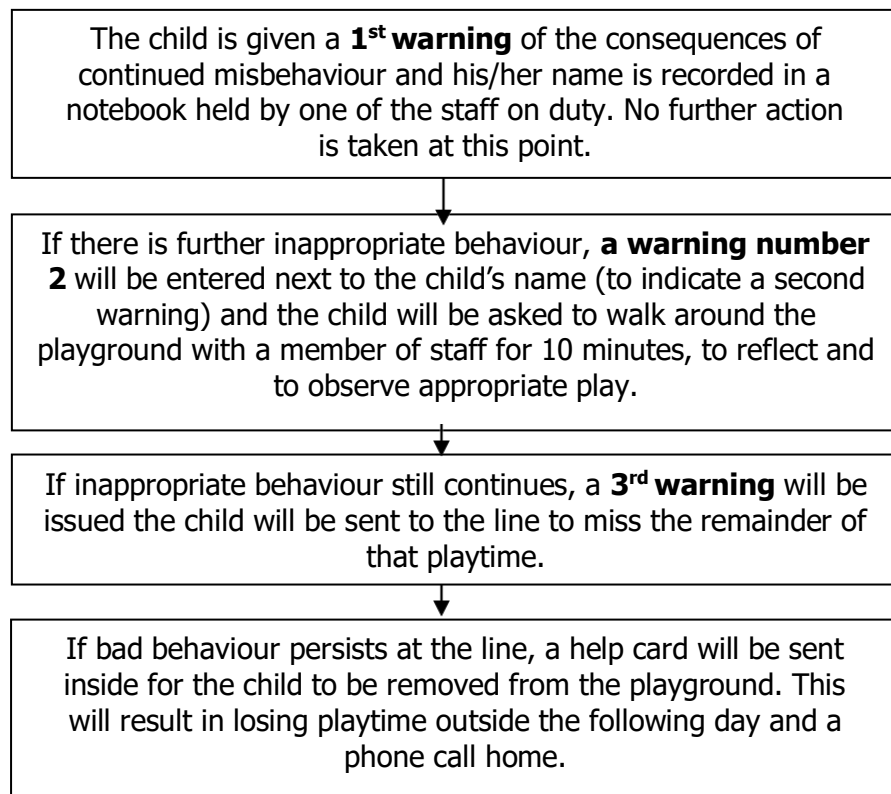 The child is given a 1st warning of the consequences of
continued misbehaviour and his/her name is recorded in a
notebook held by one of the staff on duty. No further action
is taken at this point.
If there is further inappropriate behaviour, a warning number
2 will be entered next to the child’s name (to indicate a second
warning) and the child will be asked to walk around the
playground with a member of staff for 10 minutes, to reflect and
to observe appropriate play.
If inappropriate behaviour still continues, a 3rd warning will be
issued the child will be sent to the line to miss the remainder of
that playtime.
If bad behaviour persists at the line, a help card will be sent
inside for the child to be removed from the playground. This
will result in losing playtime outside the following day and a
phone call home.